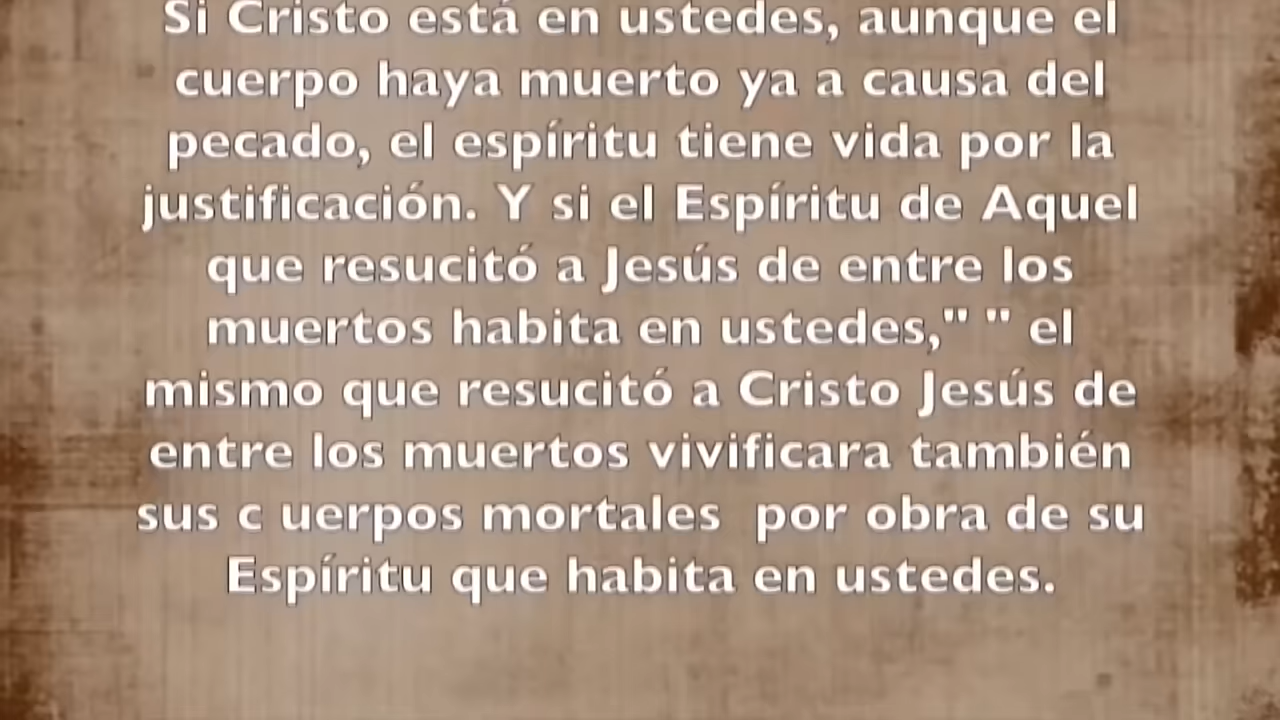 Si Cristo está en ustedes, aunque el
cuerpo haya muerto ya a causa del
pecado, el espíritu tiene vida por la
justificación. Y si el Espíritu de Aquel
que resucitó a Jesús de entre los
muertos habita en ustedes," " el
mismo que resucitó a Cristo Jesús de
entre los muertos vivificara también
sus c uerpos mortales  por obra de su
Espíritu que habita en ustedes.